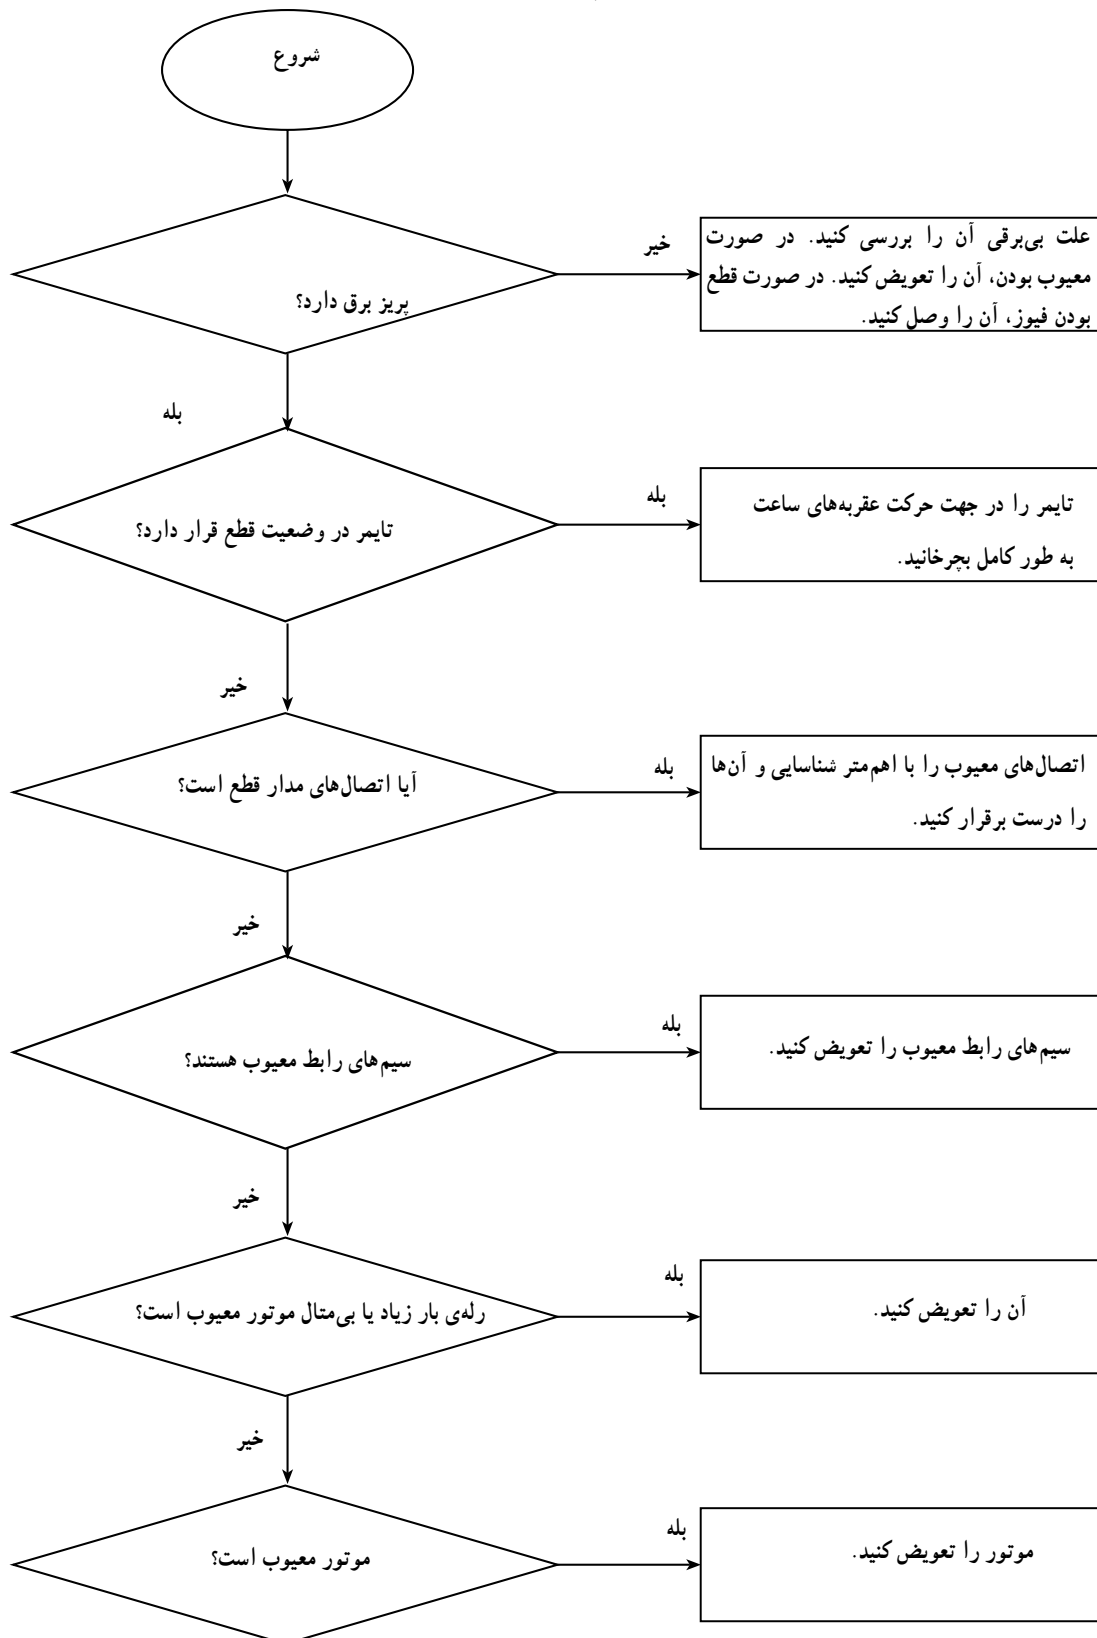 شروع
پریز برق دارد؟
خیر
علت بی‌برقی آن را بررسی کنید. در صورت
معیوب بودن، آن را تعویض کنید. در صورت قطع
بودن فیوز، آن را وصل کنید.
بله
تایمر در وضعیت قطع قرار دارد؟
بله
تایمر را در جهت حرکت عقربه‌های ساعت
به طور کامل بچرخانید.
خیر
آیا اتصال‌های مدار قطع است؟
بله
اتصال‌های معیوب را با اهم‌متر شناسایی و آن‌ها
را درست برقرار کنید.
خیر
سیم‌های رابط معیوب هستند؟
بله
سیم‌های رابط معیوب را تعویض کنید.
خیر
رله‌ی بار زیاد یا بی‌متال موتور معیوب است؟
بله
آن را تعویض کنید.
خیر
موتور معیوب است؟
بله
موتور را تعویض کنید.